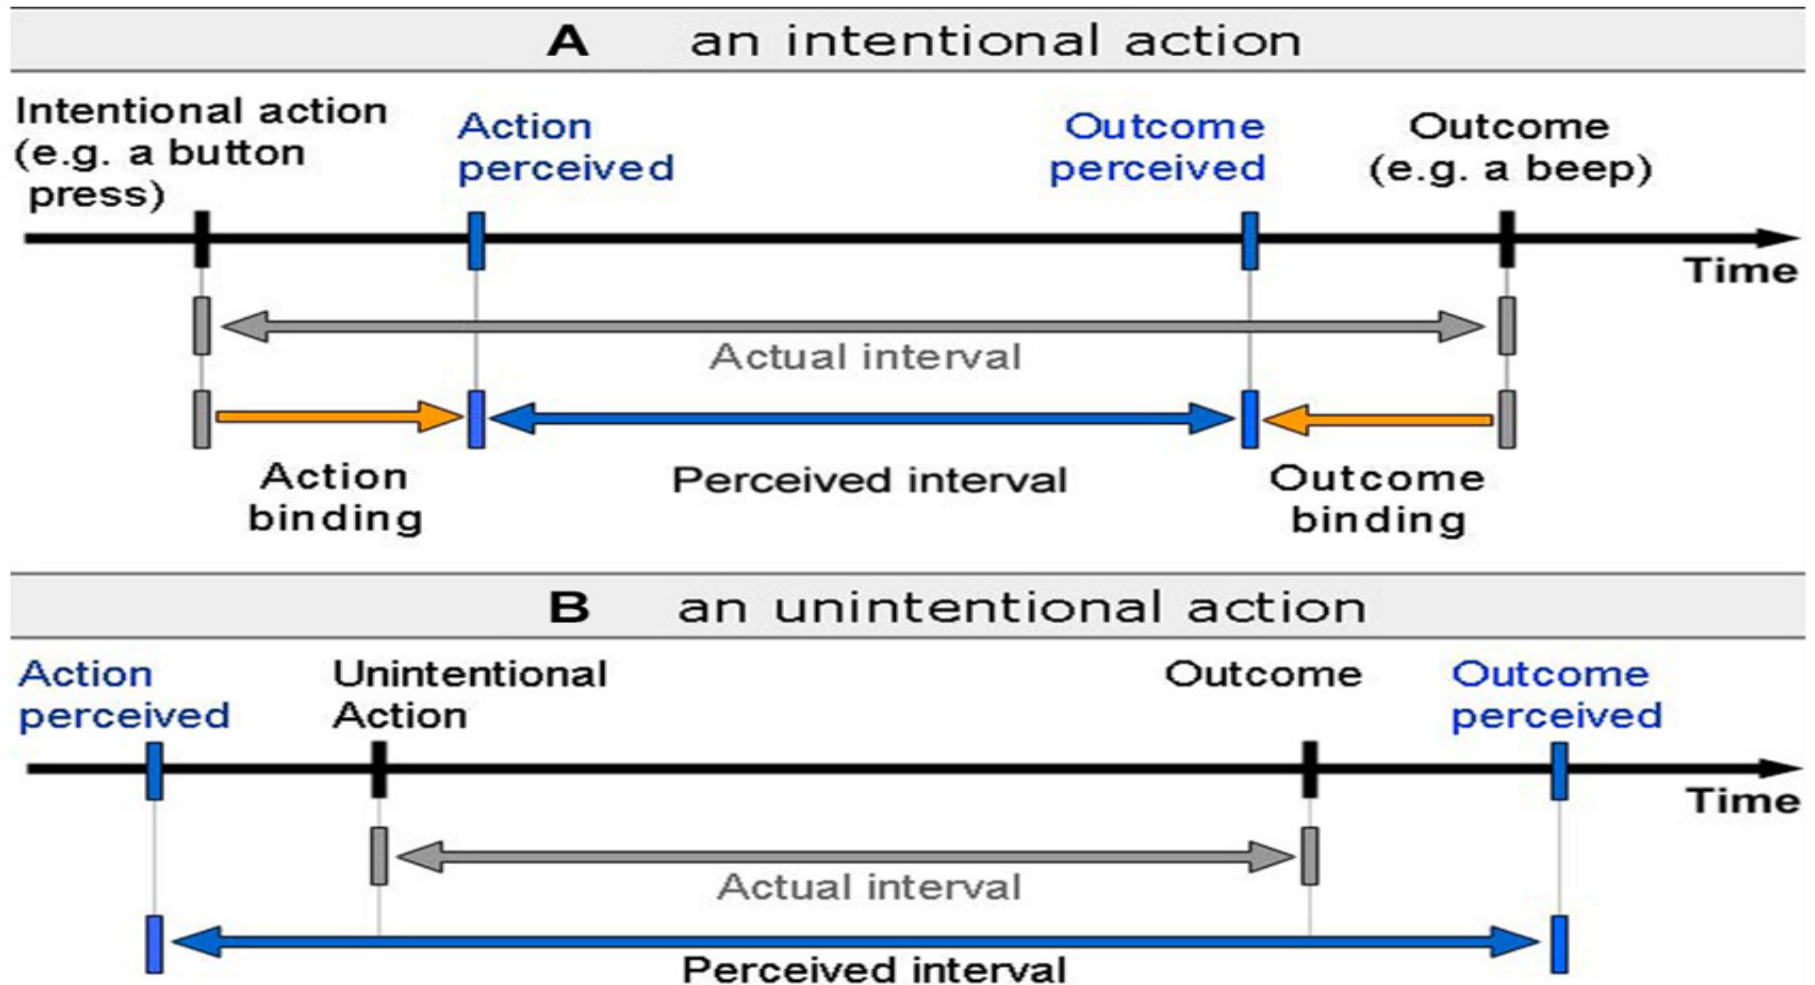 A an intentional action
Intentional action
(e.g. a button
press)
Action
perceived
Outcome
perceived
Outcome
(e.g. a beep)
Time
Actual interval
Action
binding
Perceived interval
Outcome
binding
B an unintentional action
Action
perceived
Unintentional
Action
Outcome
Outcome
perceived
Time
Actual interval
Perceived interval